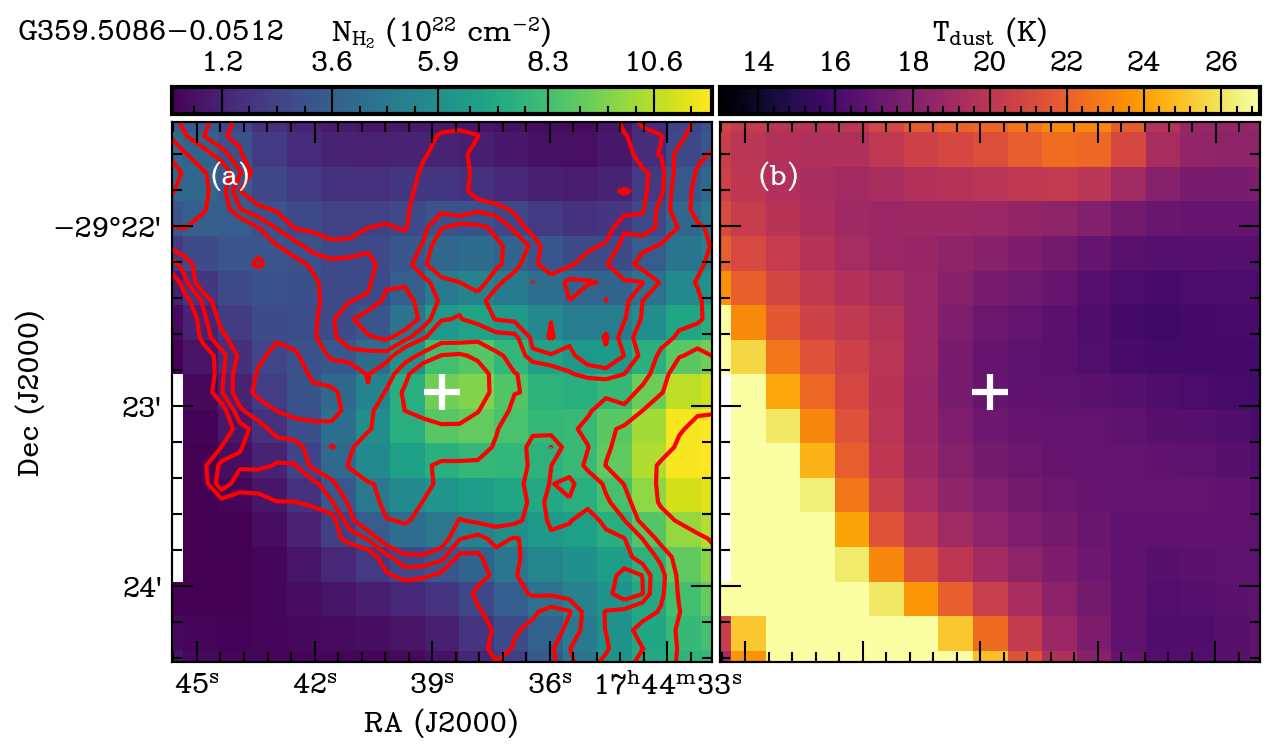 G359.5086−0.0512 N_H₂ (10²² cm⁻²) T_dust (K)
1.2 3.6 5.9 8.3 10.6 14 16 18 20 22 24 26
(a) (b)
−29°22'
23'
24'
Dec (J2000)
45ˢ 42ˢ 39ˢ 36ˢ 17ʰ44ᵐ33ˢ
RA (J2000)